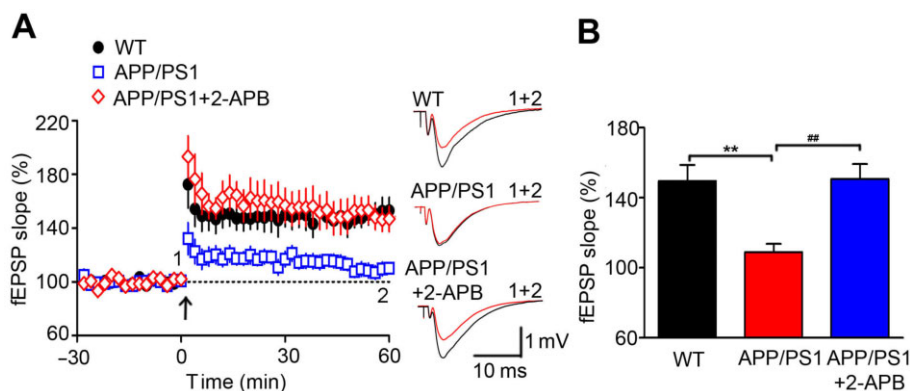 A
WT
APP/PS1
APP/PS1+2-APB
fEPSP slope (%)
220
180
140
100
60
1
2
−30
0
30
60
Time (min)
WT
1+2
APP/PS1
1+2
APP/PS1
+2-APB
1+2
1 mV
10 ms
B
fEPSP slope (%)
180
140
100
60
**
##
WT
APP/PS1
APP/PS1
+2-APB